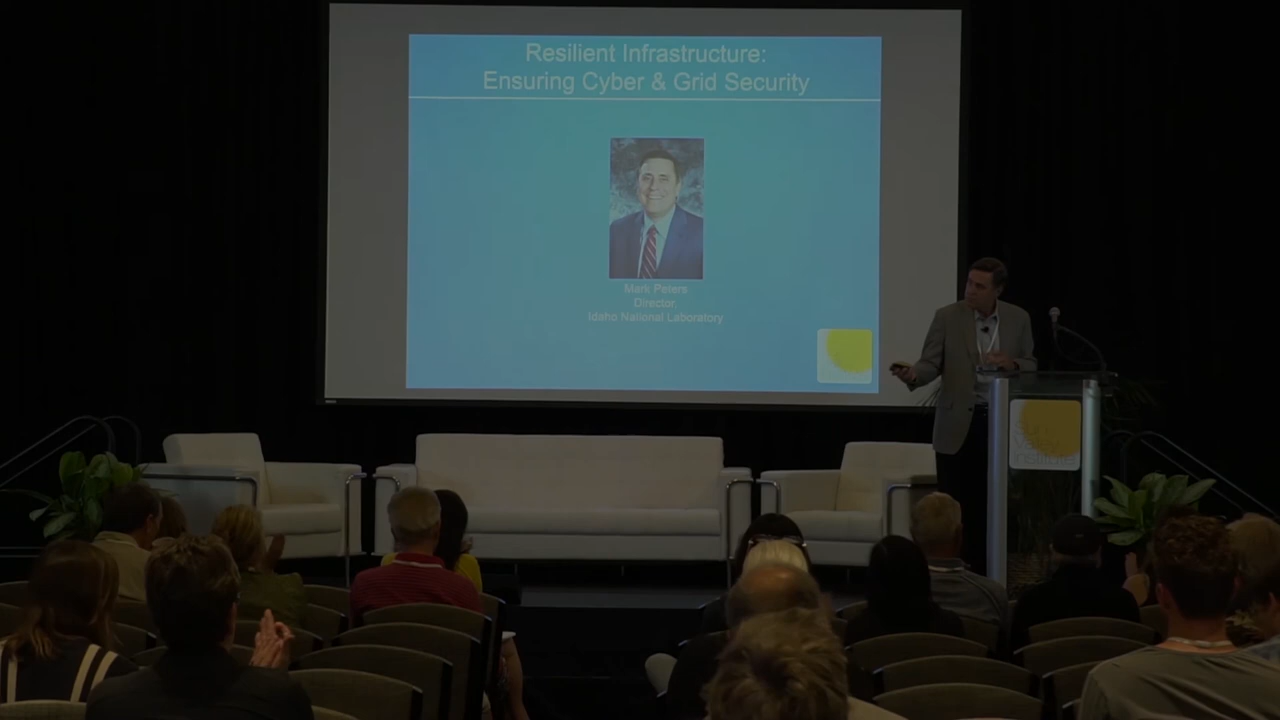 Resilient Infrastructure:
Ensuring Cyber & Grid Security
Mark Peters
Director,
Idaho National Laboratory